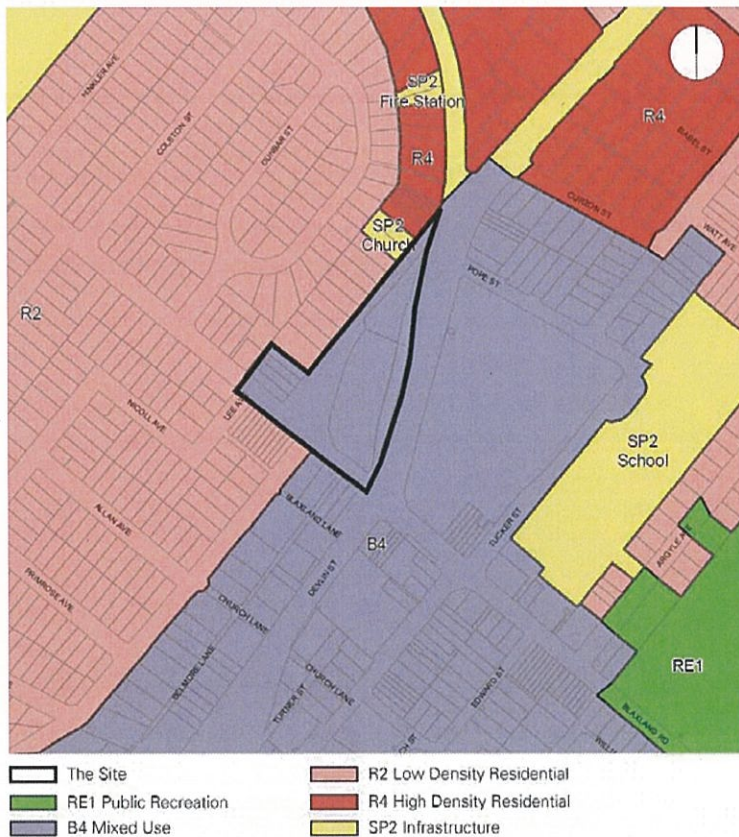 HINKLER AVE
SP2
Fire Station
R4
COLSTON ST
DUNBAR ST
R4
BABEL ST
CURZON ST
SP2
Church
WATT AVE
POPE ST
R2
NICOLL AVE
SP2
School
ALLAN AVE
BLAXLAND LANE
B4
TUCKER ST
ARGYLE AVE
PRIMROSE AVE
DEVLIN ST
CHURCH LANE
BELMORE LANE
TURNER ST
CHURCH LANE
EDWARD ST
RE1
BLAXLAND RD
The Site
R2 Low Density Residential
RE1 Public Recreation
R4 High Density Residential
B4 Mixed Use
SP2 Infrastructure